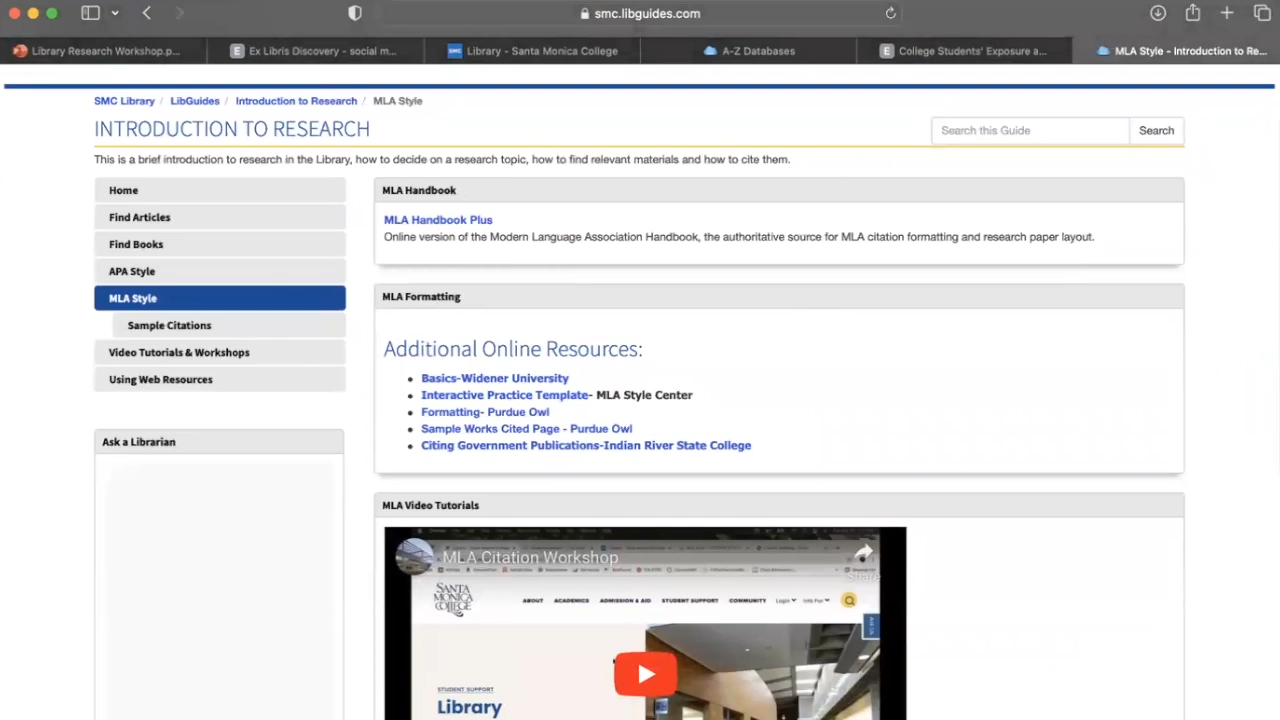 smc.libguides.com
Library Research Workshop.p...
Ex Libris Discovery - social m...
SMC Library - Santa Monica College
A-Z Databases
E College Students' Exposure a...
MLA Style - Introduction to Re...
SMC Library / LibGuides / Introduction to Research / MLA Style
INTRODUCTION TO RESEARCH
Search this Guide
Search
This is a brief introduction to research in the Library, how to decide on a research topic, how to find relevant materials and how to cite them.
Home
Find Articles
Find Books
APA Style
MLA Style
Sample Citations
Video Tutorials & Workshops
Using Web Resources
Ask a Librarian
MLA Handbook
MLA Handbook Plus
Online version of the Modern Language Association Handbook, the authoritative source for MLA citation formatting and research paper layout.
MLA Formatting
Additional Online Resources:
Basics-Widener University
Interactive Practice Template- MLA Style Center
Formatting- Purdue Owl
Sample Works Cited Page - Purdue Owl
Citing Government Publications-Indian River State College
MLA Video Tutorials
MLA Citation Workshop
Share
SANTA
MONICA
COLLEGE
ABOUT ACADEMICS ADMISSION & AID STUDENT SUPPORT COMMUNITY Login Info For
STUDENT SUPPORT
Library